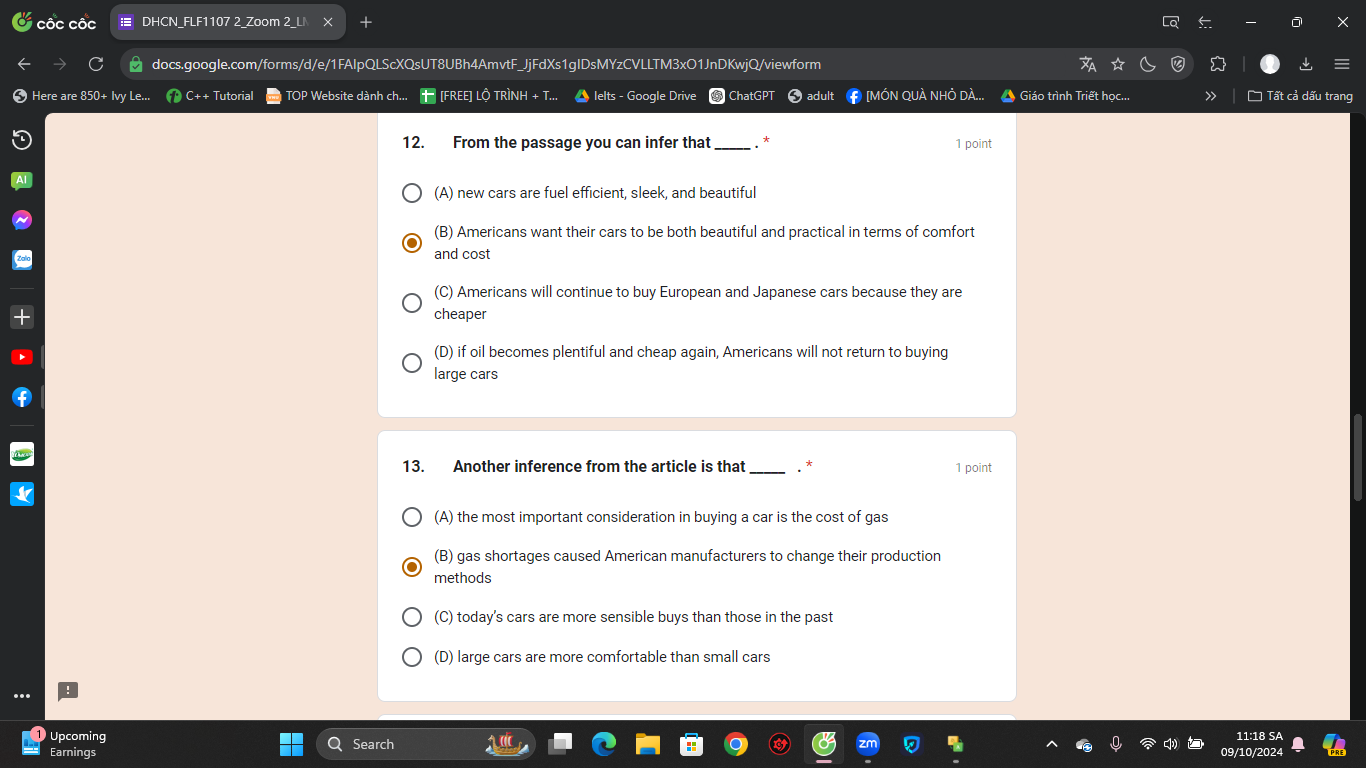 cốc cốc
DHCN_FLF1107 2_Zoom 2_LN
docs.google.com/forms/d/e/1FAIpQLScXQsUT8UBh4AmvtF_JjFdXs1gIDsMYzCVLLTM3xO1JnDKwjQ/viewform
Here are 850+ Ivy Le... C++ Tutorial TOP Website dành ch... [FREE] LỘ TRÌNH + T... Ielts - Google Drive ChatGPT adult [MÓN QUÀ NHỎ DÀ... Giáo trình Triết học... Tất cả dấu trang
AI
Zalo
12. From the passage you can infer that _____ . *
1 point
(A) new cars are fuel efficient, sleek, and beautiful
(B) Americans want their cars to be both beautiful and practical in terms of comfort
and cost
(C) Americans will continue to buy European and Japanese cars because they are
cheaper
(D) if oil becomes plentiful and cheap again, Americans will not return to buying
large cars
13. Another inference from the article is that _____ . *
1 point
(A) the most important consideration in buying a car is the cost of gas
(B) gas shortages caused American manufacturers to change their production
methods
(C) today's cars are more sensible buys than those in the past
(D) large cars are more comfortable than small cars
1
Upcoming
Earnings
Search
zm
11:18 SA
09/10/2024
PRE